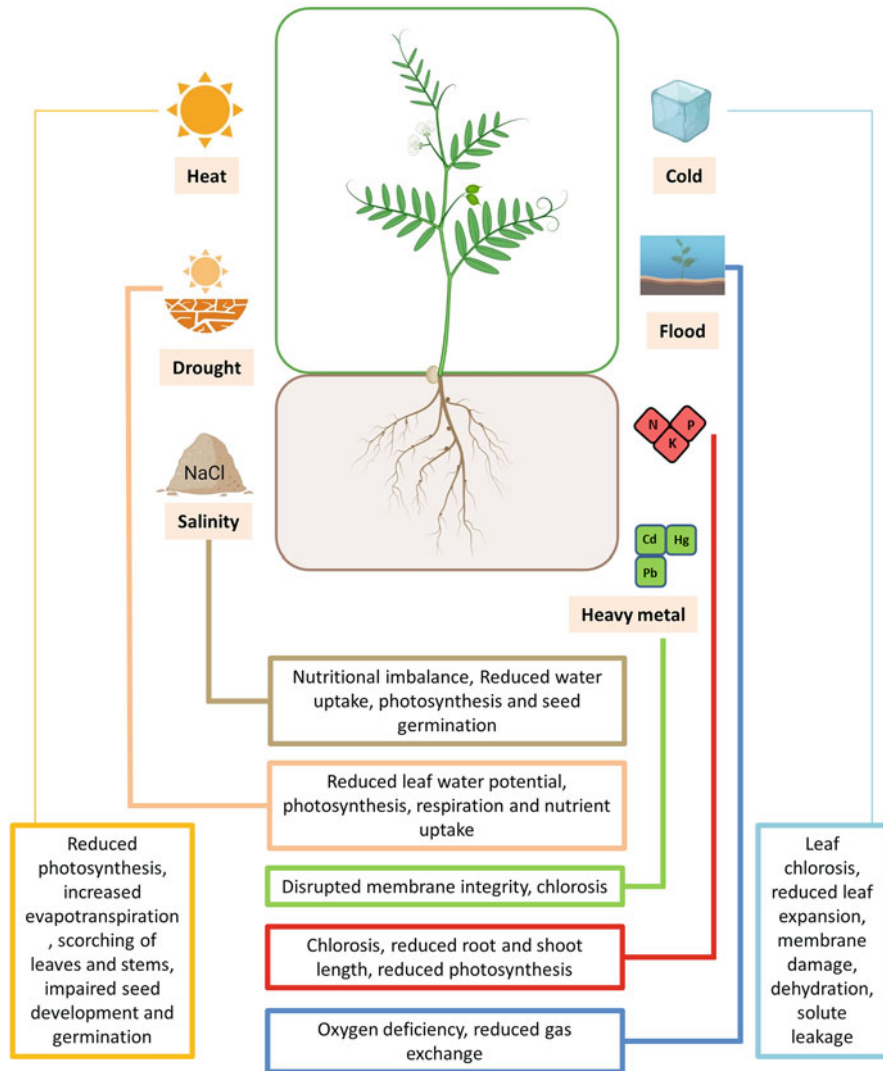 Heat
Cold
Drought
Flood
NaCl
Salinity
N
P
K
Cd
Hg
Pb
Heavy metal
Nutritional imbalance, Reduced water
uptake, photosynthesis and seed
germination
Reduced leaf water potential,
photosynthesis, respiration and nutrient
uptake
Reduced
photosynthesis,
increased
evapotranspiration
, scorching of
leaves and stems,
impaired seed
development and
germination
Disrupted membrane integrity, chlorosis
Chlorosis, reduced root and shoot
length, reduced photosynthesis
Oxygen deficiency, reduced gas
exchange
Leaf
chlorosis,
reduced leaf
expansion,
membrane
damage,
dehydration,
solute
leakage